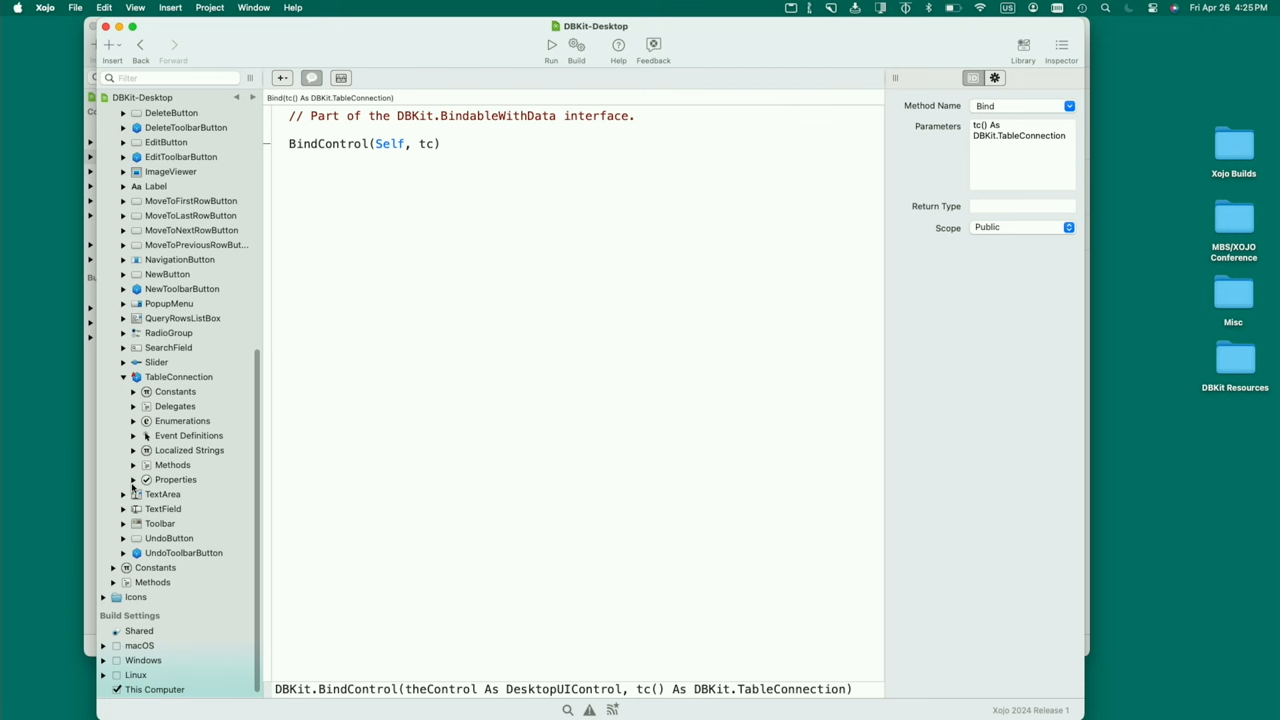 Xojo File Edit View Insert Project Window Help
Fri Apr 26 4:25 PM
DBKit-Desktop
Insert Back Forward Run Build Help Feedback Library Inspector
Filter
DBKit-Desktop
DeleteButton
DeleteToolbarButton
EditButton
EditToolbarButton
ImageViewer
Label
MoveToFirstRowButton
MoveToLastRowButton
MoveToNextRowButton
MoveToPreviousRowBut...
NavigationButton
NewButton
NewToolbarButton
PopupMenu
QueryRowsListBox
RadioGroup
SearchField
Slider
TableConnection
Constants
Delegates
Enumerations
Event Definitions
Localized Strings
Methods
Properties
TextArea
TextField
Toolbar
UndoButton
UndoToolbarButton
Constants
Methods
Icons
Build Settings
Shared
macOS
Windows
Linux
This Computer
Bind(tc() As DBKit.TableConnection)
// Part of the DBKit.BindableWithData interface.
BindControl(Self, tc)
DBKit.BindControl(theControl As DesktopUIControl, tc() As DBKit.TableConnection)
Method Name Bind
Parameters tc() As
DBKit.TableConnection
Return Type
Scope Public
Xojo 2024 Release 1
Xojo Builds
MBS/XOJO
Conference
Misc
DBKit Resources